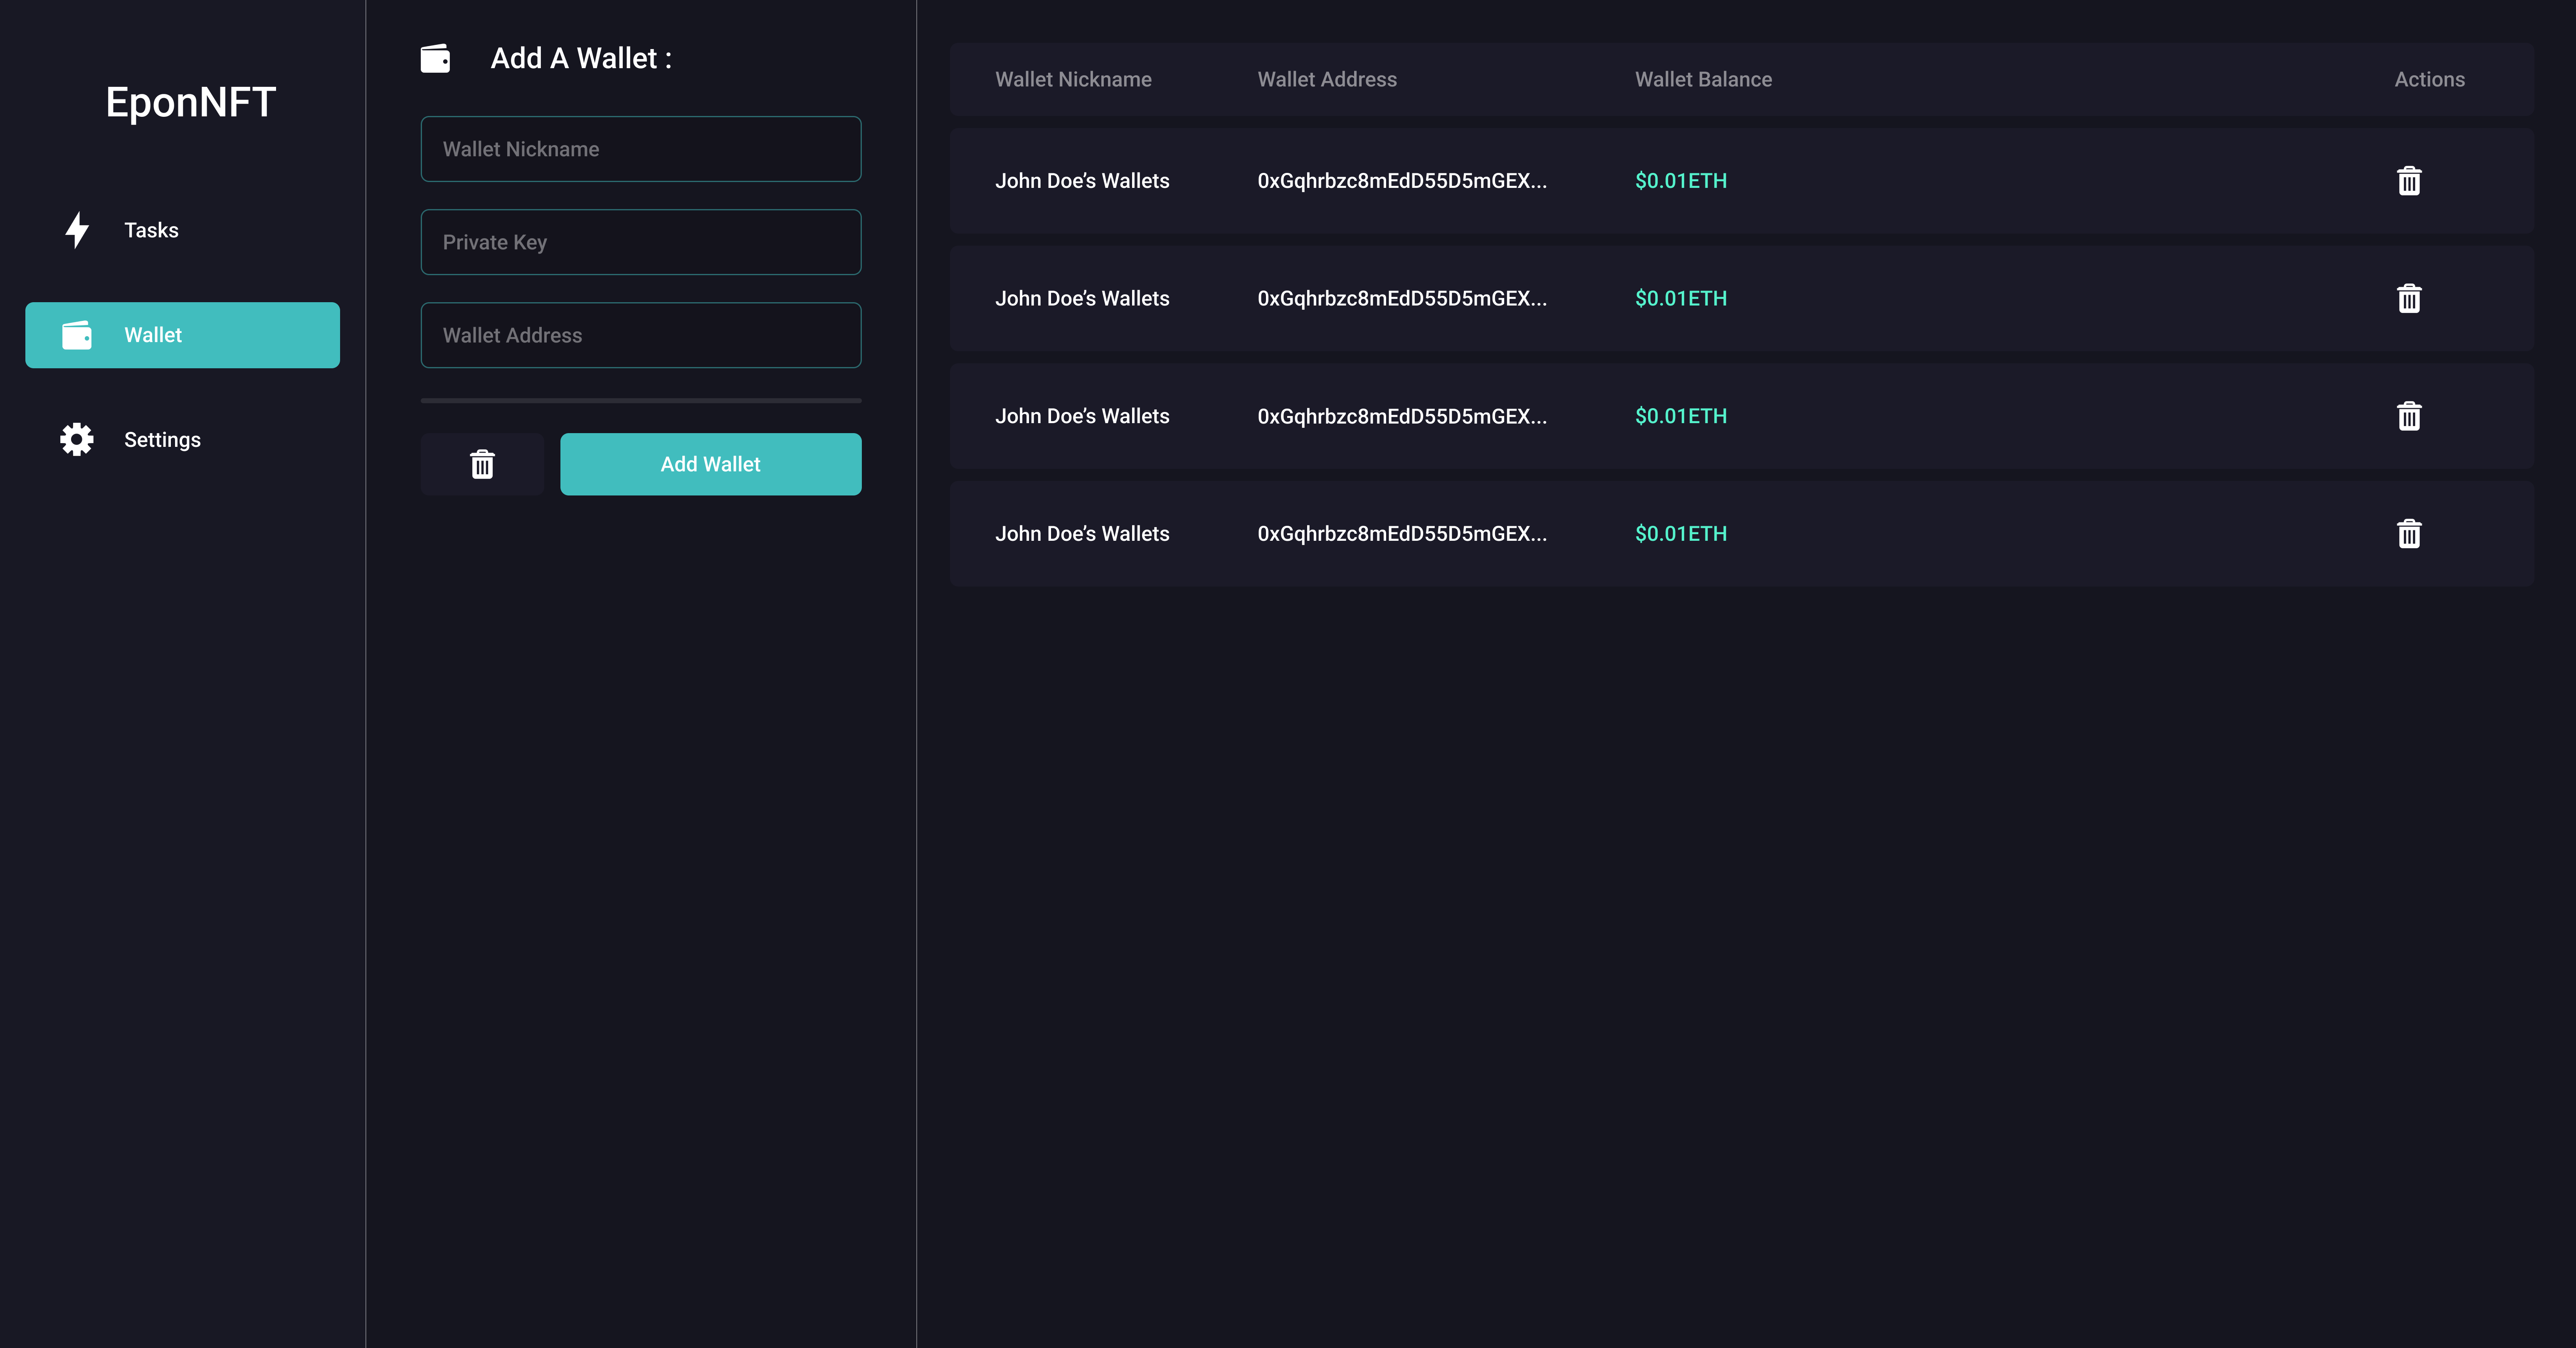 EponNFT
Tasks
Wallet
Settings
Add A Wallet :
Wallet Nickname
Private Key
Wallet Address
Add Wallet
Wallet Nickname Wallet Address Wallet Balance Actions
John Doe’s Wallets 0xGqhrbzc8mEdD55D5mGEX... $0.01ETH
John Doe’s Wallets 0xGqhrbzc8mEdD55D5mGEX... $0.01ETH
John Doe’s Wallets 0xGqhrbzc8mEdD55D5mGEX... $0.01ETH
John Doe’s Wallets 0xGqhrbzc8mEdD55D5mGEX... $0.01ETH